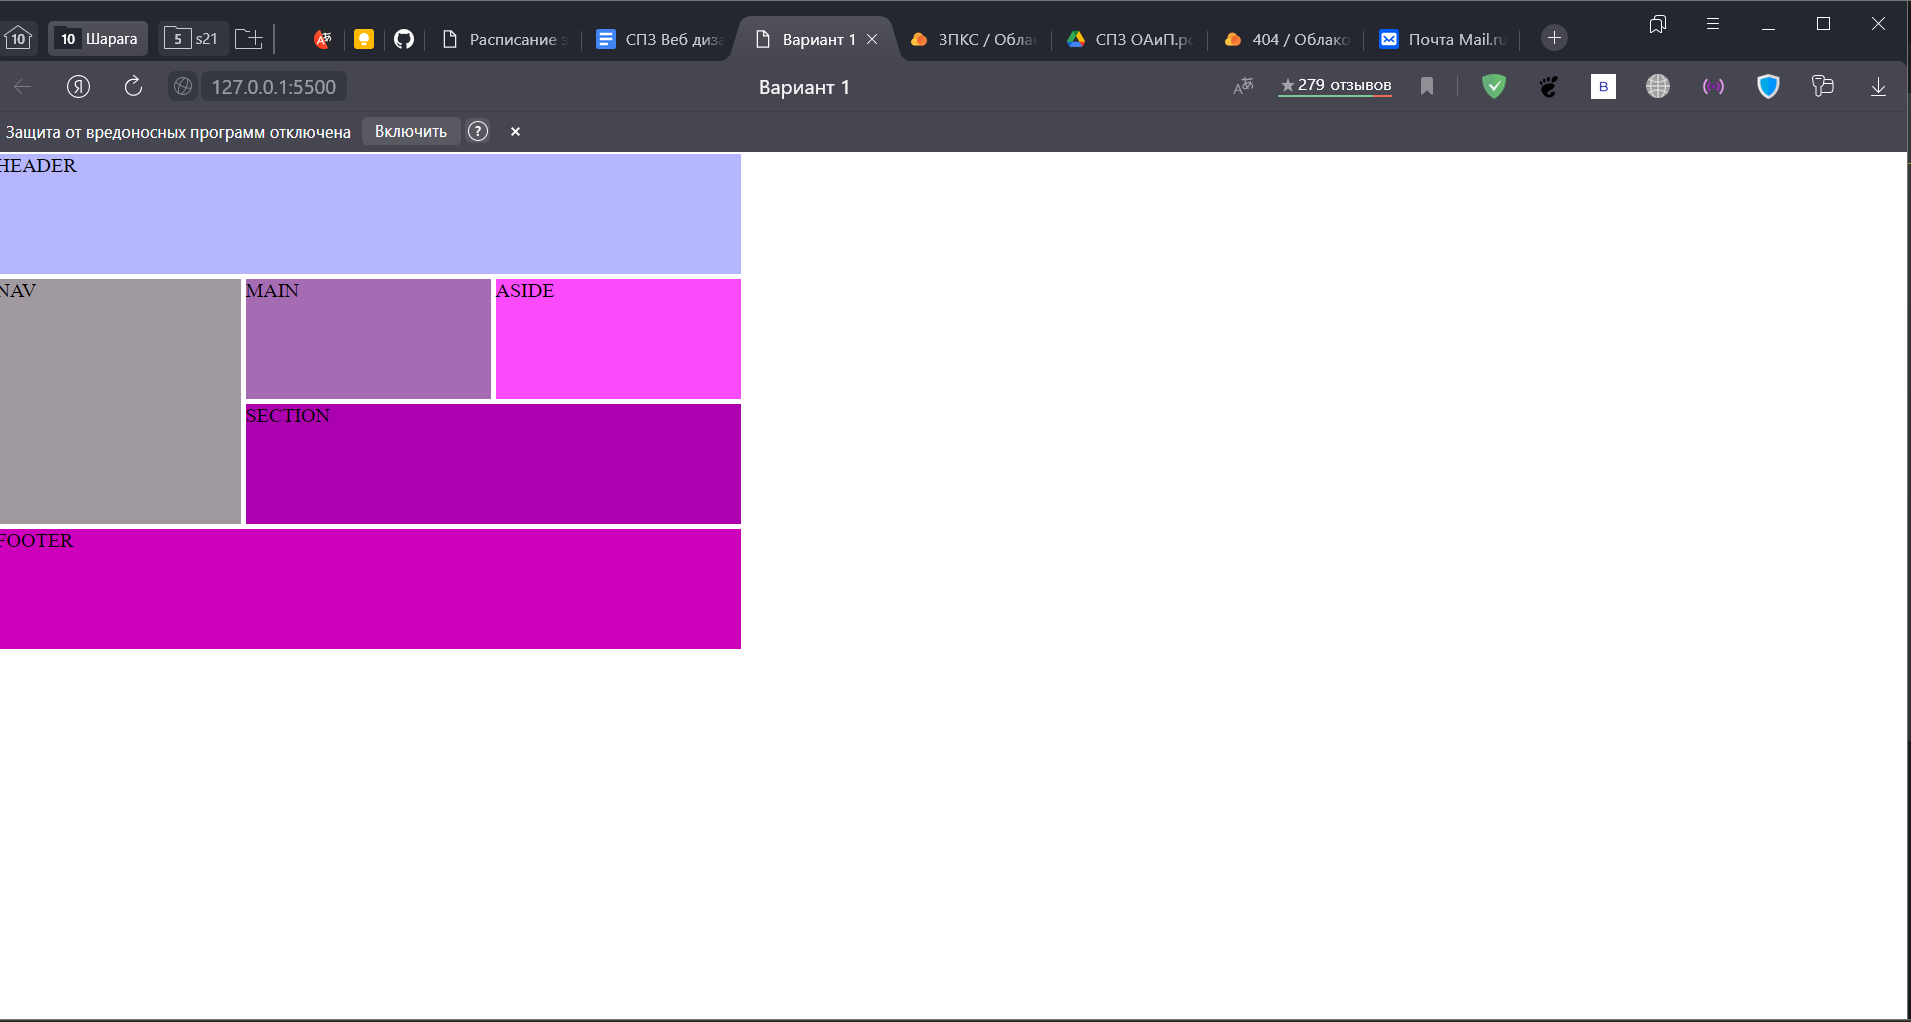 10
10 Шарага
5 s21
Расписание з
СПЗ Веб диза
Вариант 1
ЗПКС / Обла
СПЗ ОАиП.ро
404 / Облако
Почта Mail.ru
Я
127.0.0.1:5500
Вариант 1
★279 отзывов
B
Защита от вредоносных программ отключена
Включить
?
HEADER
NAV
MAIN
ASIDE
SECTION
FOOTER